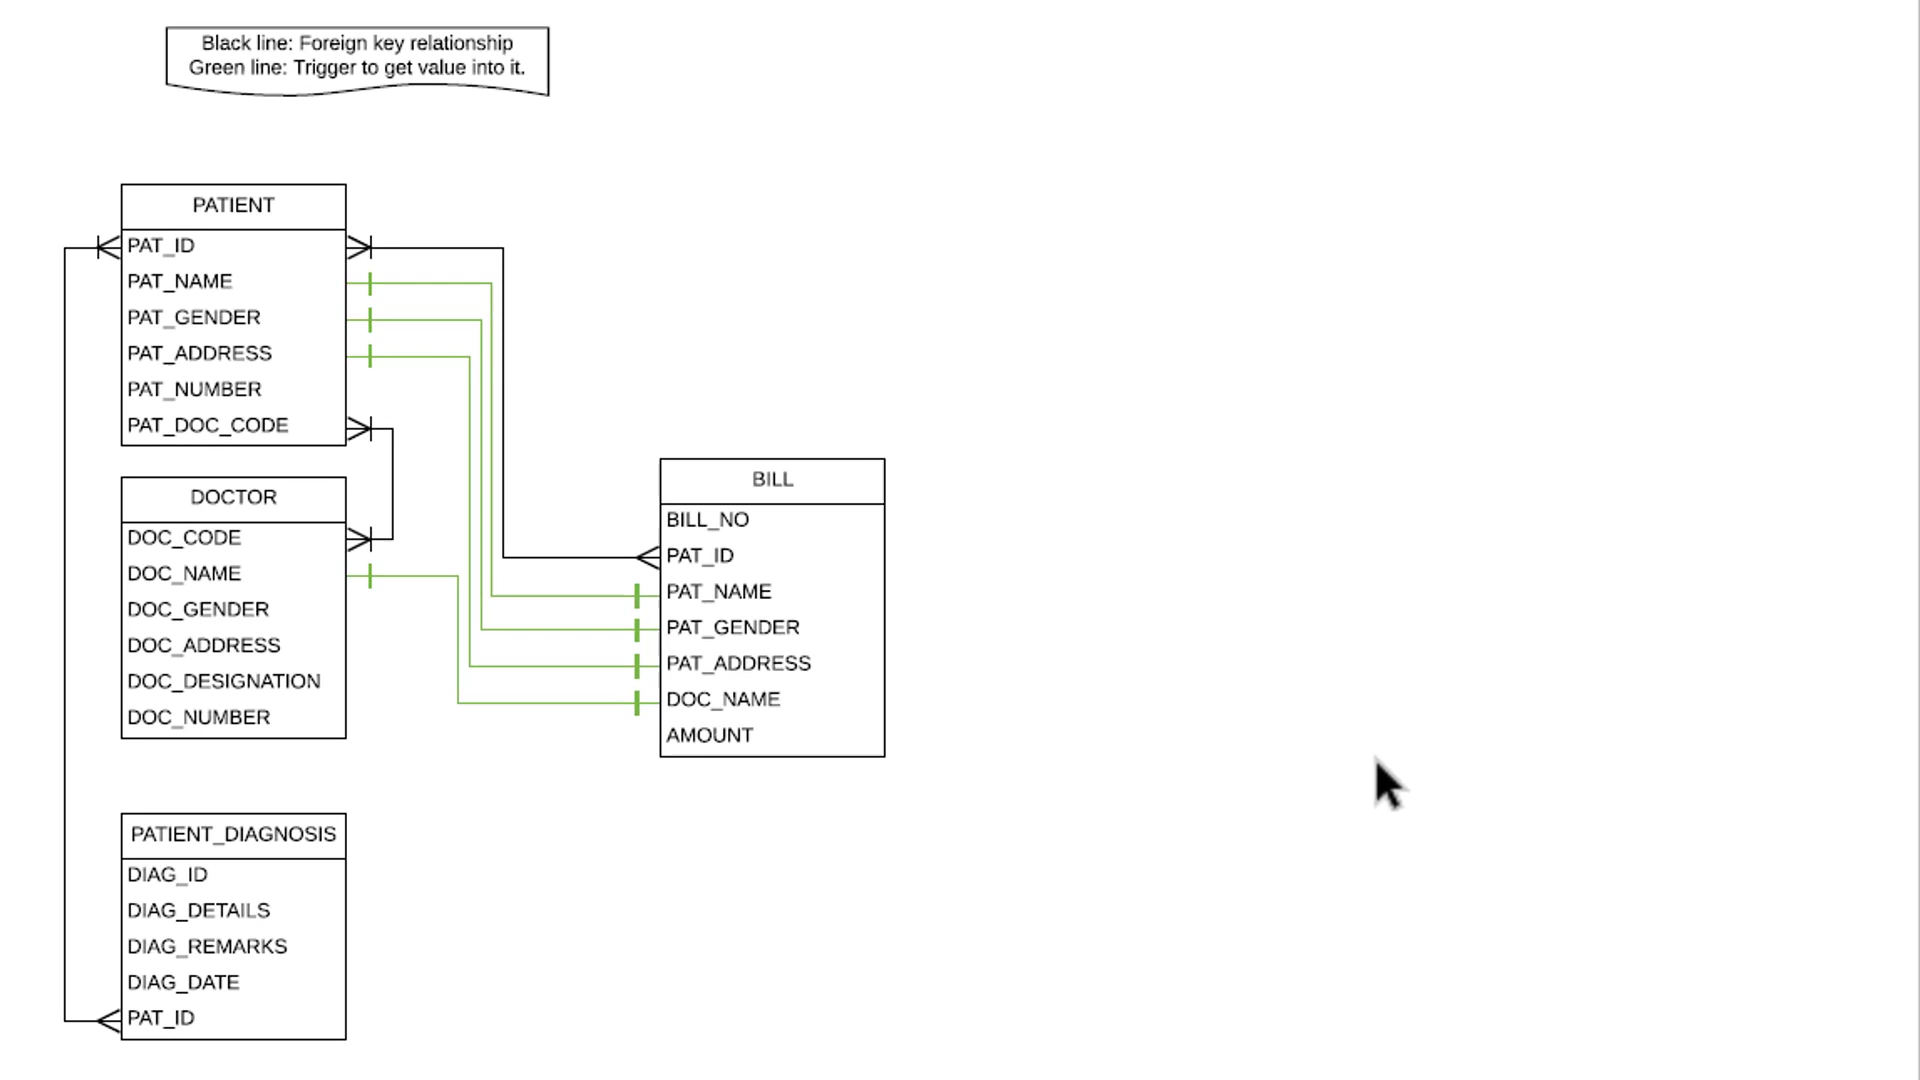 Black line: Foreign key relationship
Green line: Trigger to get value into it.
PATIENT
PAT_ID
PAT_NAME
PAT_GENDER
PAT_ADDRESS
PAT_NUMBER
PAT_DOC_CODE
DOCTOR
DOC_CODE
DOC_NAME
DOC_GENDER
DOC_ADDRESS
DOC_DESIGNATION
DOC_NUMBER
BILL
BILL_NO
PAT_ID
PAT_NAME
PAT_GENDER
PAT_ADDRESS
DOC_NAME
AMOUNT
PATIENT_DIAGNOSIS
DIAG_ID
DIAG_DETAILS
DIAG_REMARKS
DIAG_DATE
PAT_ID